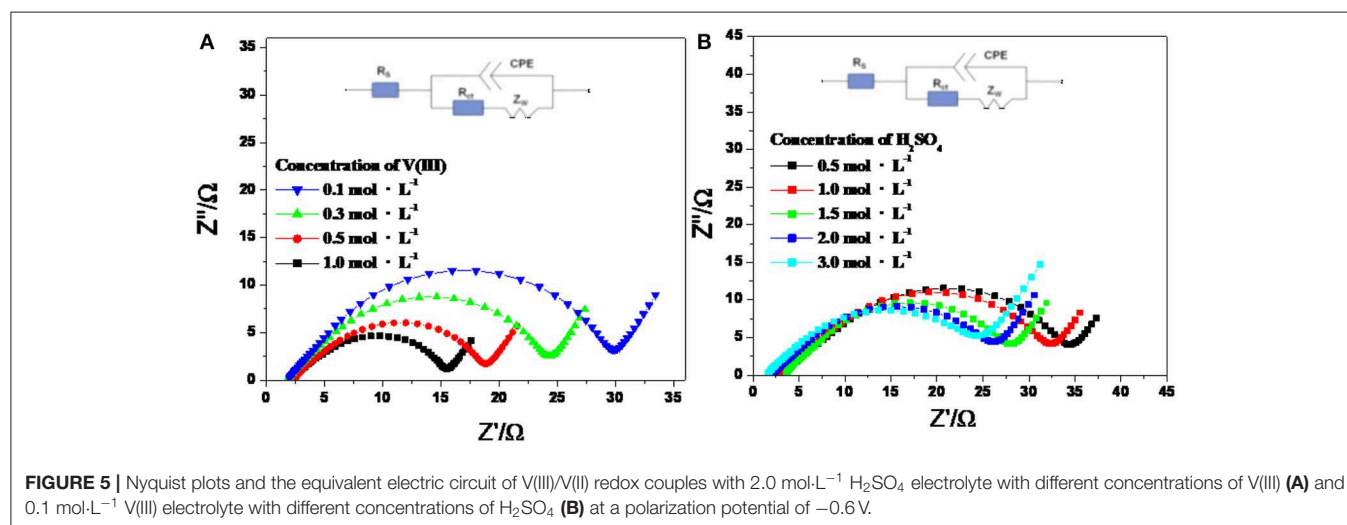 A
B
R_s
CPE
R_ct
Z_w
Concentration of V(III)
0.1 mol · L⁻¹
0.3 mol · L⁻¹
0.5 mol · L⁻¹
1.0 mol · L⁻¹
Z''/Ω
35
30
25
20
15
10
5
0
0 5 10 15 20 25 30 35
Z'/Ω
R_s
CPE
R_ct
Z_w
Concentration of H₂SO₄
0.5 mol · L⁻¹
1.0 mol · L⁻¹
1.5 mol · L⁻¹
2.0 mol · L⁻¹
3.0 mol · L⁻¹
Z''/Ω
45
40
35
30
25
20
15
10
5
0
0 5 10 15 20 25 30 35 40 45
Z'/Ω
FIGURE 5 | Nyquist plots and the equivalent electric circuit of V(III)/V(II) redox couples with 2.0 mol·L⁻¹ H₂SO₄ electrolyte with different concentrations of V(III) (A) and
0.1 mol·L⁻¹ V(III) electrolyte with different concentrations of H₂SO₄ (B) at a polarization potential of −0.6 V.